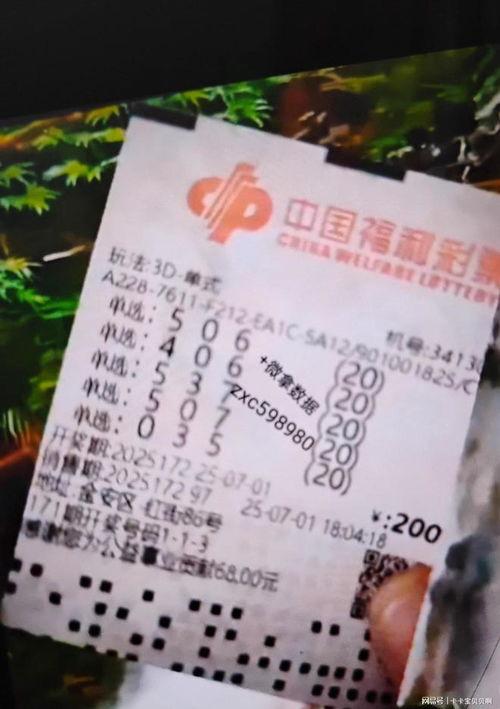 中国福利彩票
CHINA WELFARE LOTTERY
玩法:3D-单式
机号:3413
A228-7611-F212-EA1C-5A12/90100182S/C
单选: 5 0 6 (20)
单选: 4 0 6 (20)
单选: 5 3 7 (20)
单选: 5 0 7 (20)
单选: 0 3 5 (20)
+微拿数据
zxc598980
开奖期:2025172 25-07-01
¥:200
销售期:2025172 97 25-07-01 18:04:18
地址: 金安区 红街86号
171期开奖号码1-1-3
感谢您为公益事业贡献68.00元
网易号 | 卡卡宝贝贝啊